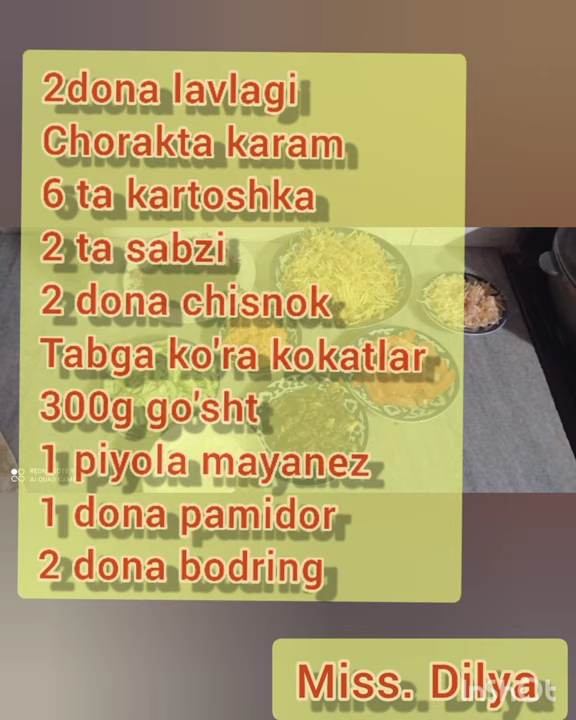 2dona lavlagi
Chorakta karam
6 ta kartoshka
2 ta sabzi
2 dona chisnok
Tabga ko'ra kokatlar
300g go'sht
1 piyola mayanez
1 dona pamidor
2 dona bodring
Miss. Dilya
InShOt